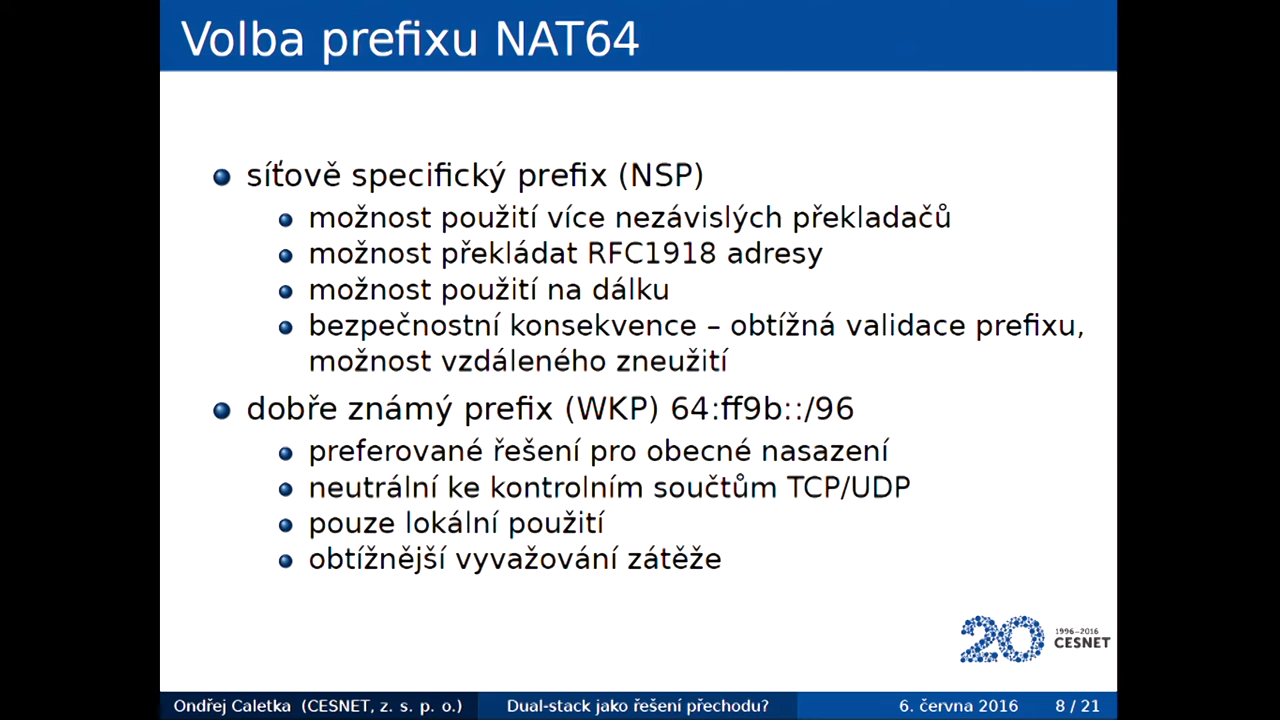 Volba prefixu NAT64
síťově specifický prefix (NSP)
možnost použití více nezávislých překladačů
možnost překládat RFC1918 adresy
možnost použití na dálku
bezpečnostní konsekvence – obtížná validace prefixu,
možnost vzdáleného zneužití
dobře známý prefix (WKP) 64:ff9b::/96
preferované řešení pro obecné nasazení
neutrální ke kontrolním součtům TCP/UDP
pouze lokální použití
obtížnější vyvažování zátěže
20 1996–2016
CESNET
Ondřej Caletka (CESNET, z. s. p. o.) Dual-stack jako řešení přechodu? 6. června 2016 8 / 21